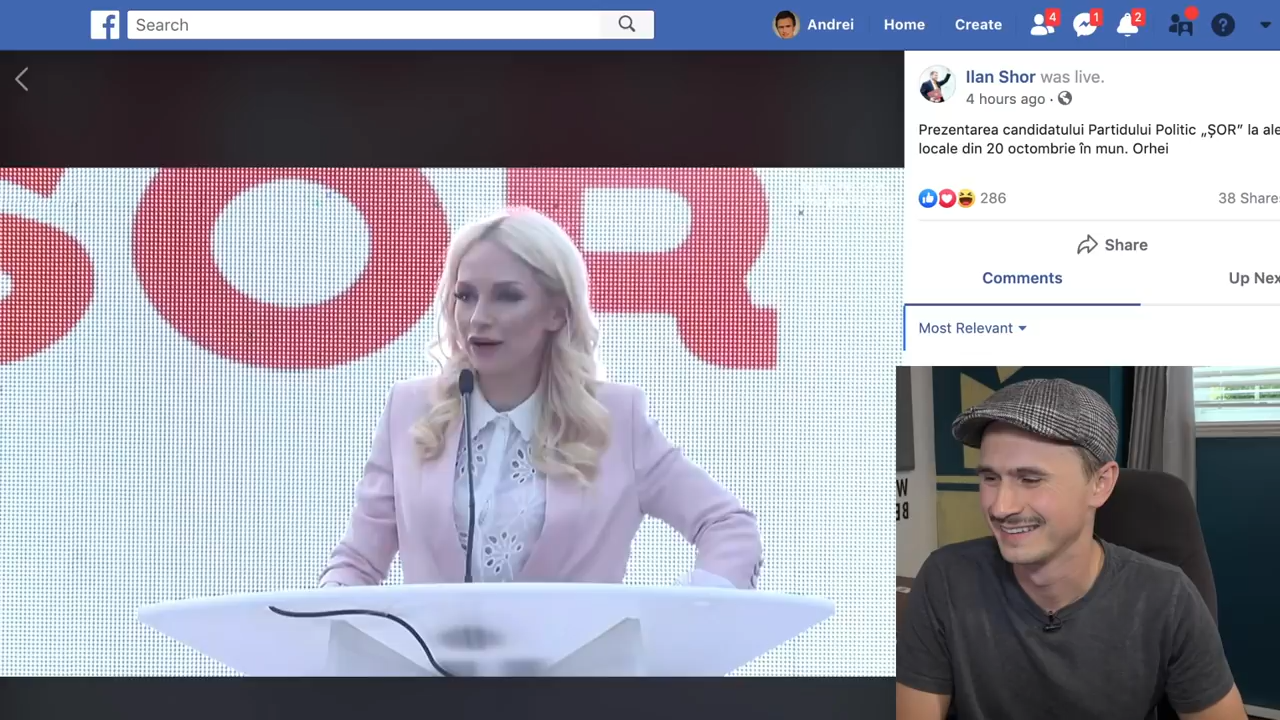 Search
Andrei
Home
Create
4
1
2
Ilan Shor was live.
4 hours ago ·
Prezentarea candidatului Partidului Politic „ȘOR” la ale
locale din 20 octombrie în mun. Orhei
286
38 Share
Share
Comments
Up Nex
Most Relevant
ȘOR